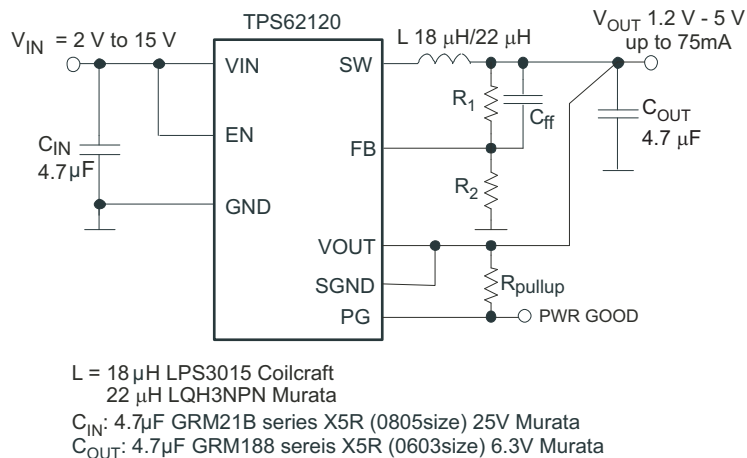 TPS62120
V_IN = 2 V to 15 V
L 18 μH/22 μH
V_OUT 1.2 V - 5 V
up to 75mA
VIN
SW
R_1
C_ff
C_OUT
4.7 μF
C_IN
4.7μF
EN
FB
R_2
GND
VOUT
SGND
R_pullup
PG
PWR GOOD
L = 18μH LPS3015 Coilcraft
22 μH LQH3NPN Murata
C_IN: 4.7μF GRM21B series X5R (0805size) 25V Murata
C_OUT: 4.7μF GRM188 sereis X5R (0603size) 6.3V Murata